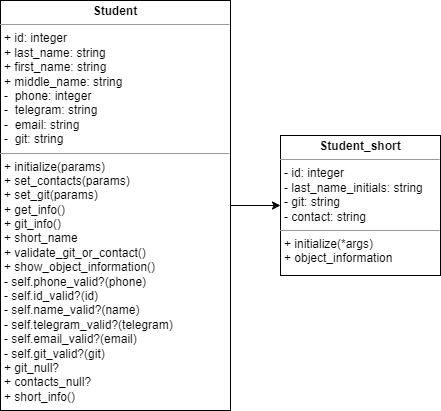 Student
+ id: integer
+ last_name: string
+ first_name: string
+ middle_name: string
- phone: integer
- telegram: string
- email: string
- git: string
+ initialize(params)
+ set_contacts(params)
+ set_git(params)
+ get_info()
+ git_info()
+ short_name
+ validate_git_or_contact()
+ show_object_information()
- self.phone_valid?(phone)
- self.id_valid?(id)
- self.name_valid?(name)
- self.telegram_valid?(telegram)
- self.email_valid?(email)
- self.git_valid?(git)
+ git_null?
+ contacts_null?
+ short_info()
Student_short
- id: integer
- last_name_initials: string
- git: string
- contact: string
+ initialize(*args)
+ object_information